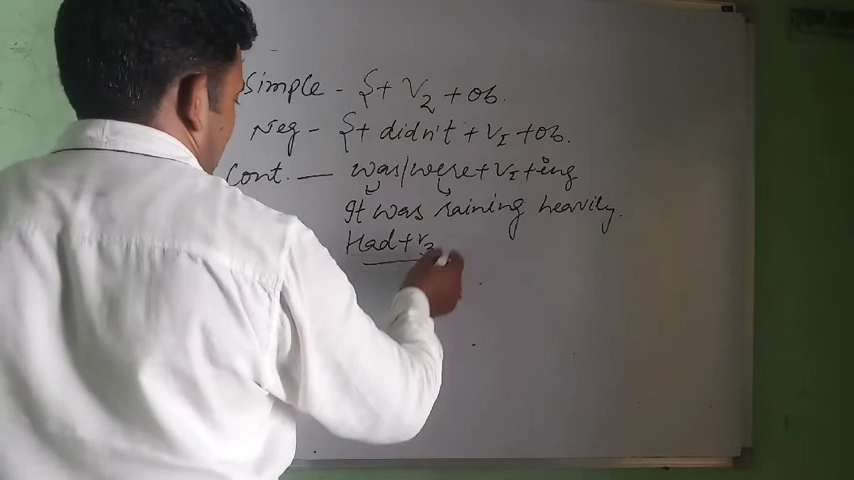 Simple - S+ V2 + ob.
Neg - S+ didn't + V1 + ob.
Cont. — was/were + V1 + ing
It was raining heavily.
Had + V3